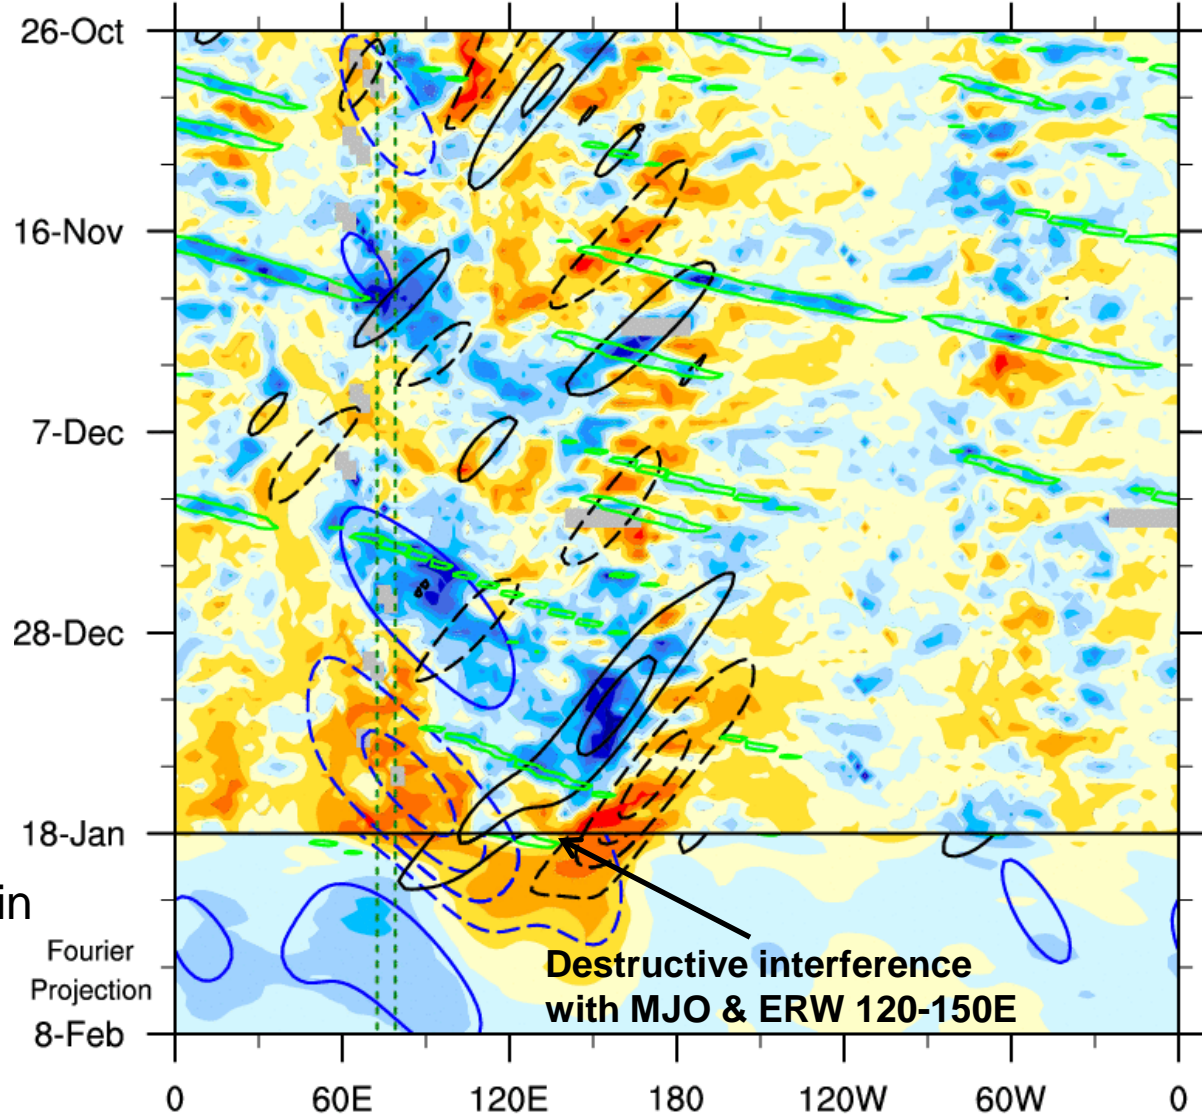 26-Oct
16-Nov
7-Dec
28-Dec
18-Jan
in
Fourier
Projection
8-Feb
Destructive interference
with MJO & ERW 120-150E
0 60E 120E 180 120W 60W 0